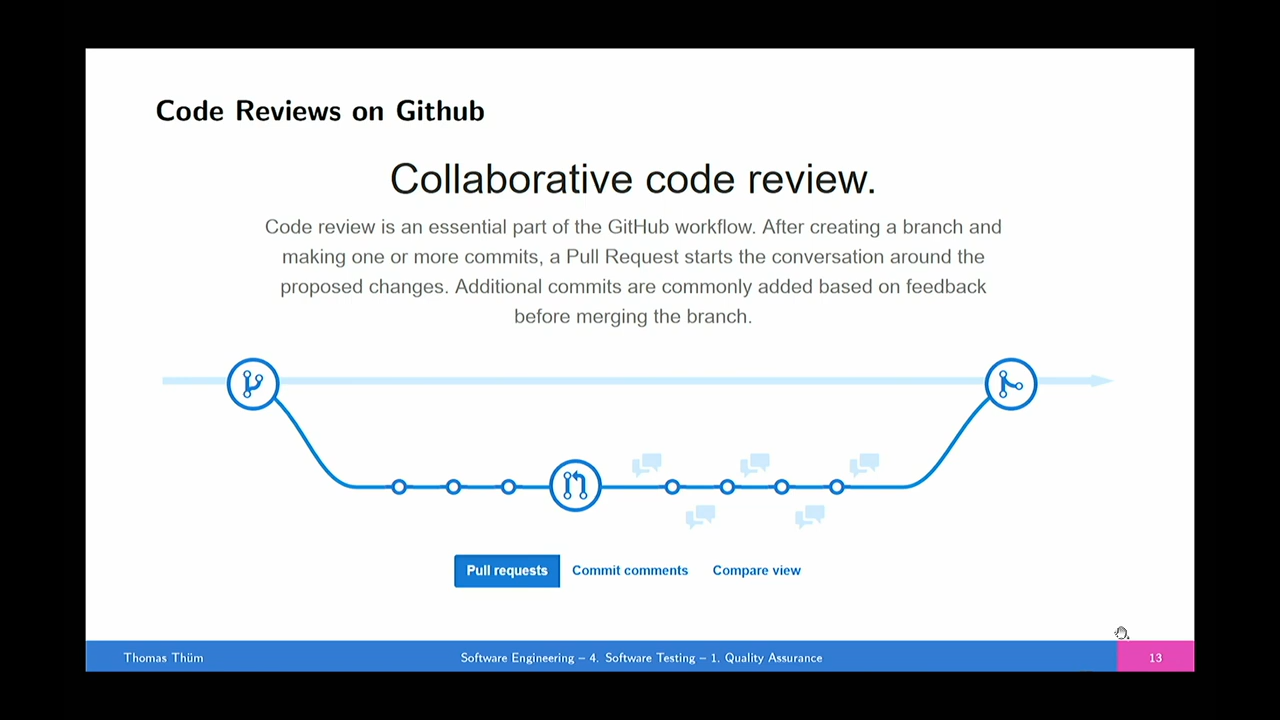 Code Reviews on Github
Collaborative code review.
Code review is an essential part of the GitHub workflow. After creating a branch and
making one or more commits, a Pull Request starts the conversation around the
proposed changes. Additional commits are commonly added based on feedback
before merging the branch.
Pull requests Commit comments Compare view
Thomas Thüm Software Engineering – 4. Software Testing – 1. Quality Assurance 13